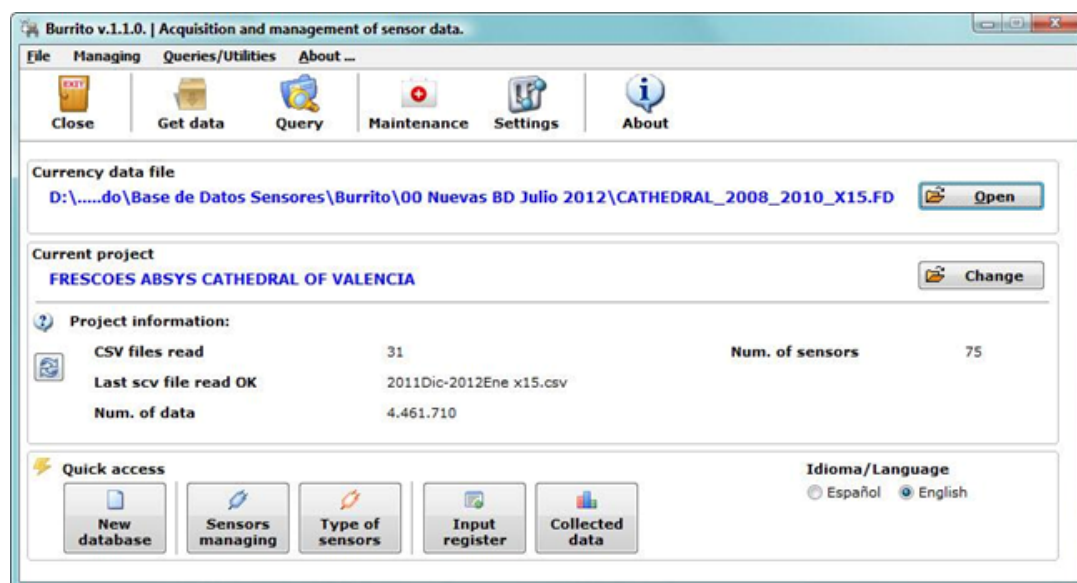 Burrito v.1.1.0. | Acquisition and management of sensor data.
File Managing Queries/Utilities About ...
EXIT
Close Get data Query Maintenance Settings About
Currency data file
D:\.....do\Base de Datos Sensores\Burrito\00 Nuevas BD Julio 2012\CATHEDRAL_2008_2010_X15.FD Open
Current project
FRESCOES ABSYS CATHEDRAL OF VALENCIA Change
Project information:
CSV files read 31 Num. of sensors 75
Last scv file read OK 2011Dic-2012Ene x15.csv
Num. of data 4.461.710
Quick access Idioma/Language
Español English
New Sensors Type of Input Collected
database managing sensors register data